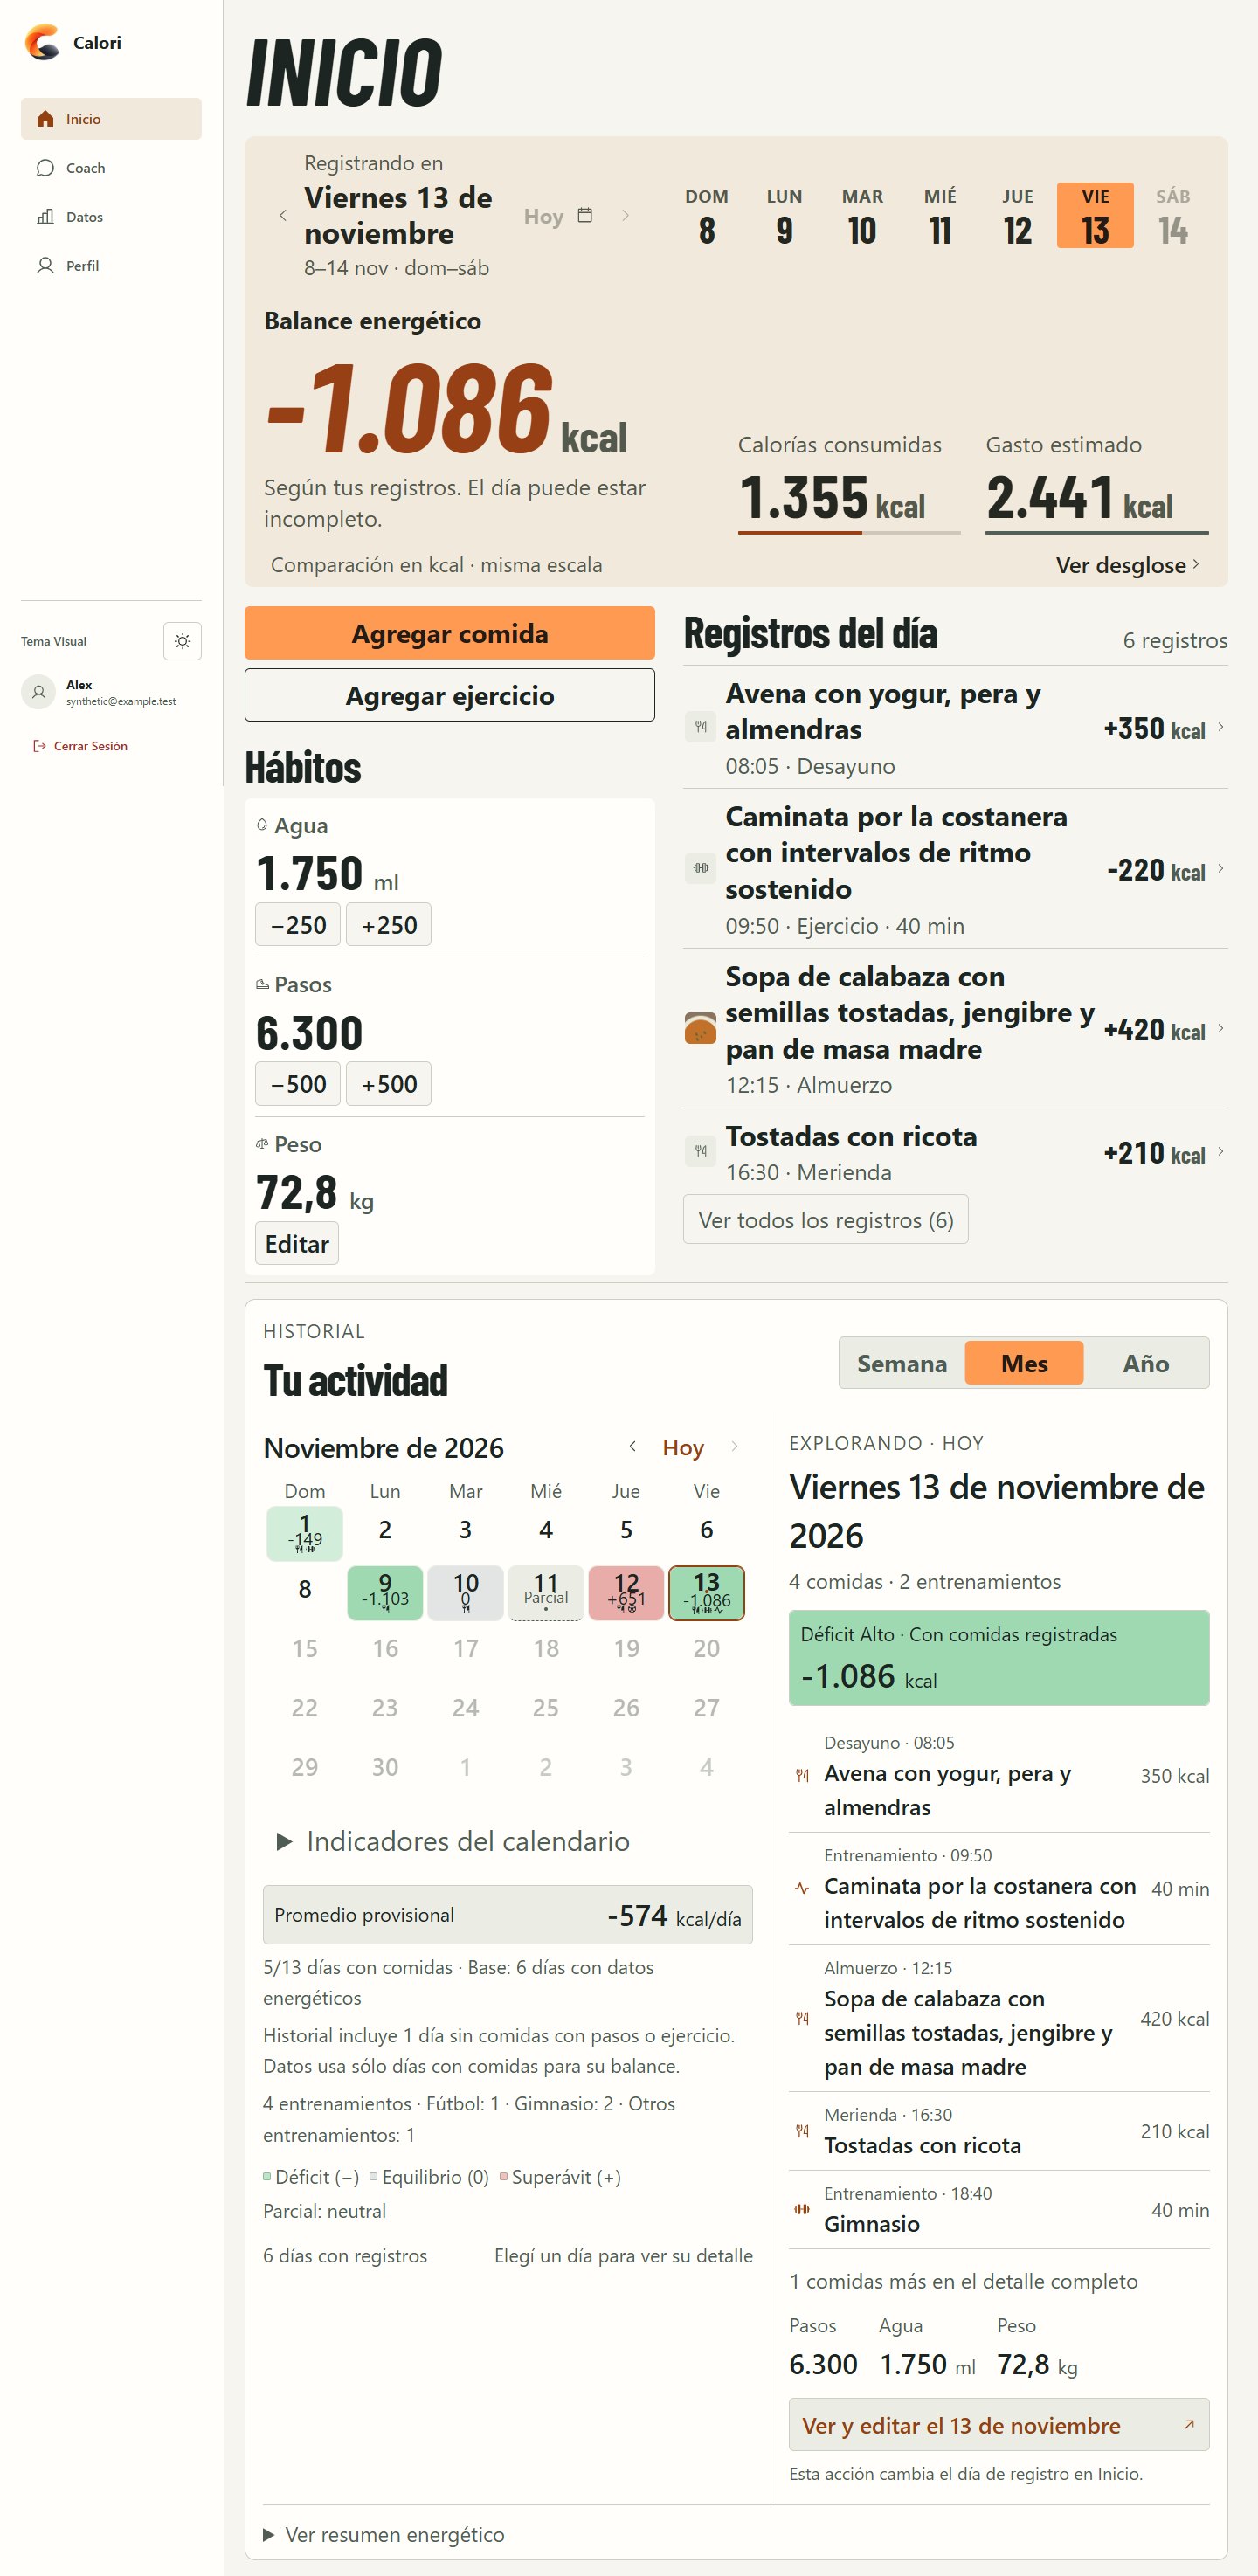 Calori
Inicio
Coach
Datos
Perfil
Tema Visual
Alex
synthetic@example.test
Cerrar Sesión
INICIO
Registrando en
Viernes 13 de
noviembre
8–14 nov · dom–sáb
Hoy
DOM LUN MAR MIÉ JUE VIE SÁB
8 9 10 11 12 13 14
Balance energético
-1.086 kcal
Según tus registros. El día puede estar
incompleto.
Calorías consumidas
1.355 kcal
Gasto estimado
2.441 kcal
Comparación en kcal · misma escala
Ver desglose
Agregar comida
Agregar ejercicio
Hábitos
Agua
1.750 ml
−250 +250
Pasos
6.300
−500 +500
Peso
72,8 kg
Editar
Registros del día
6 registros
Avena con yogur, pera y
almendras
08:05 · Desayuno
+350 kcal
Caminata por la costanera
con intervalos de ritmo
sostenido
09:50 · Ejercicio · 40 min
-220 kcal
Sopa de calabaza con
semillas tostadas, jengibre y
pan de masa madre
12:15 · Almuerzo
+420 kcal
Tostadas con ricota
16:30 · Merienda
+210 kcal
Ver todos los registros (6)
HISTORIAL
Tu actividad
Semana Mes Año
Noviembre de 2026
Hoy
Dom Lun Mar Mié Jue Vie
1 2 3 4 5 6
-149
8 9 10 11 12 13
-1.103 0 Parcial +651 -1.086
15 16 17 18 19 20
22 23 24 25 26 27
29 30 1 2 3 4
Indicadores del calendario
Promedio provisional -574 kcal/día
5/13 días con comidas · Base: 6 días con datos
energéticos
Historial incluye 1 día sin comidas con pasos o ejercicio.
Datos usa sólo días con comidas para su balance.
4 entrenamientos · Fútbol: 1 · Gimnasio: 2 · Otros
entrenamientos: 1
Déficit (−) Equilibrio (0) Superávit (+)
Parcial: neutral
6 días con registros Elegí un día para ver su detalle
EXPLORANDO · HOY
Viernes 13 de noviembre de
2026
4 comidas · 2 entrenamientos
Déficit Alto · Con comidas registradas
-1.086 kcal
Desayuno · 08:05
Avena con yogur, pera y
almendras
350 kcal
Entrenamiento · 09:50
Caminata por la costanera con
intervalos de ritmo sostenido
40 min
Almuerzo · 12:15
Sopa de calabaza con
semillas tostadas, jengibre y
pan de masa madre
420 kcal
Merienda · 16:30
Tostadas con ricota
210 kcal
Entrenamiento · 18:40
Gimnasio
40 min
1 comidas más en el detalle completo
Pasos Agua Peso
6.300 1.750 ml 72,8 kg
Ver y editar el 13 de noviembre
Esta acción cambia el día de registro en Inicio.
Ver resumen energético